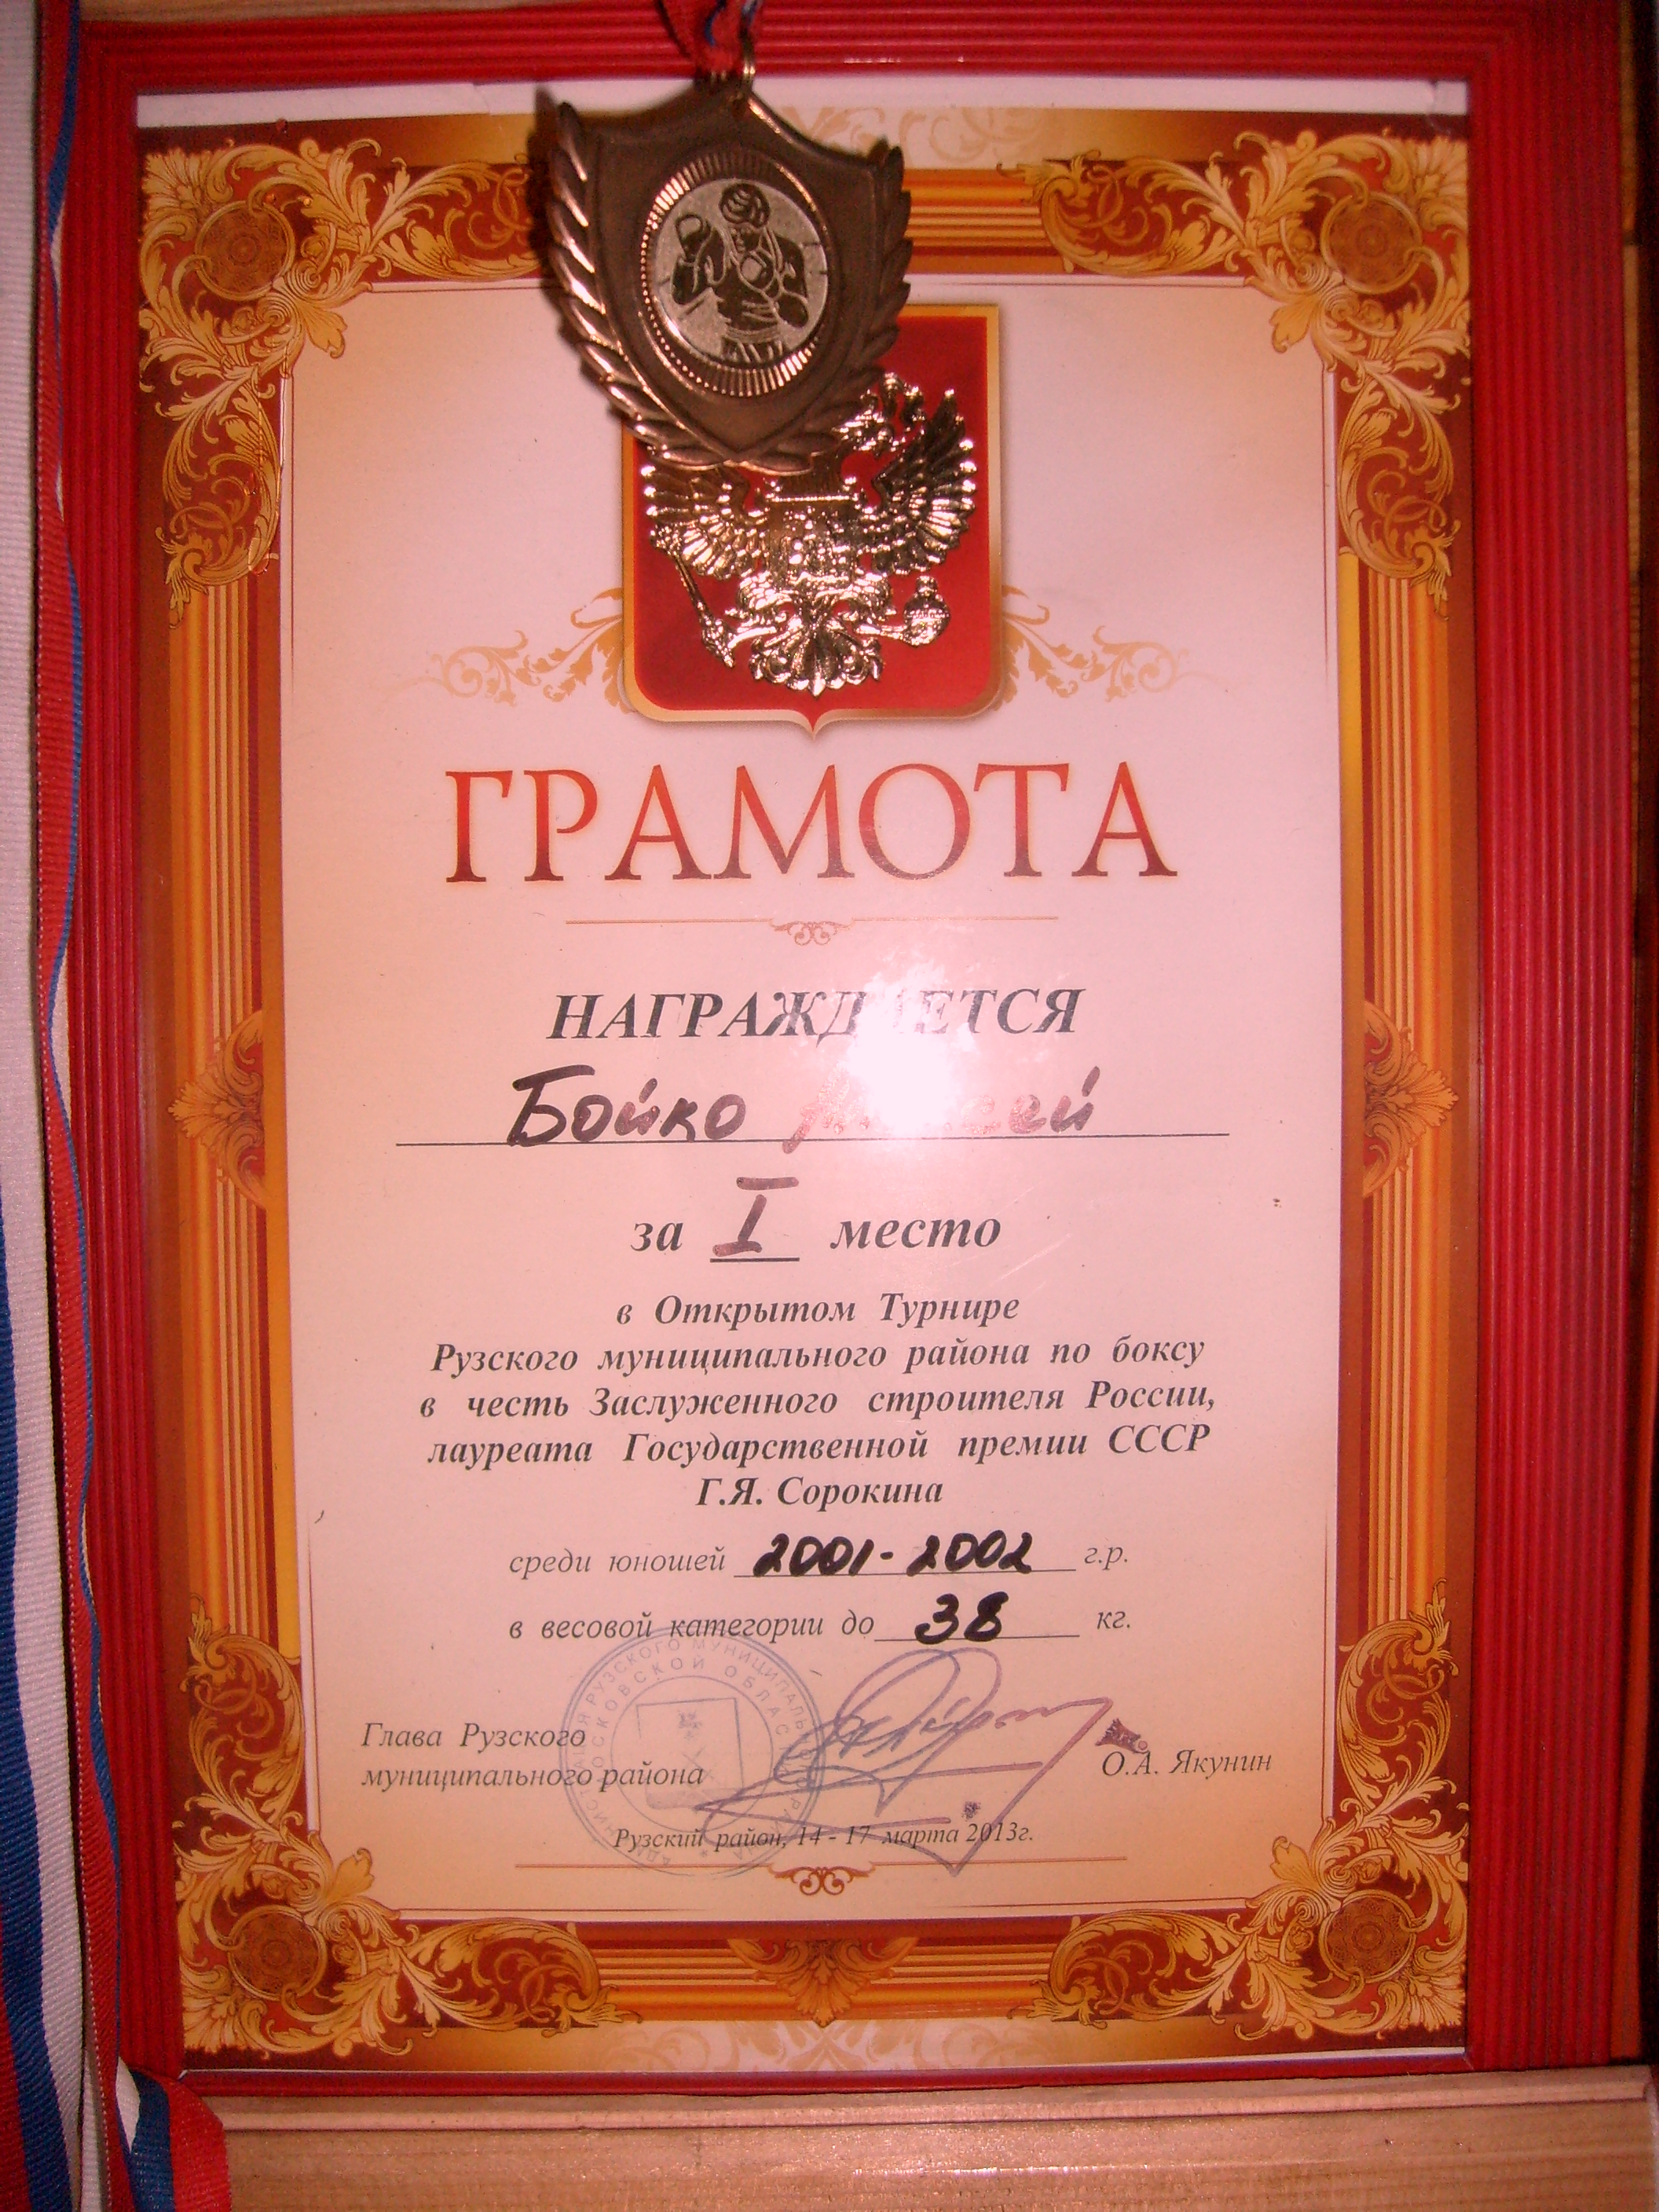 ГРАМОТА
НАГРАЖДАЕТСЯ
Бойко
за I место
в Открытом Турнире
Рузского муниципального района по боксу
в честь Заслуженного строителя России,
лауреата Государственной премии СССР
Г.Я. Сорокина
среди юношей 2001-2002 г.р.
в весовой категории до 38 кг.
Глава Рузского
муниципального района
О.А. Якунин
Рузский район, 14 - 17 марта 2013г.